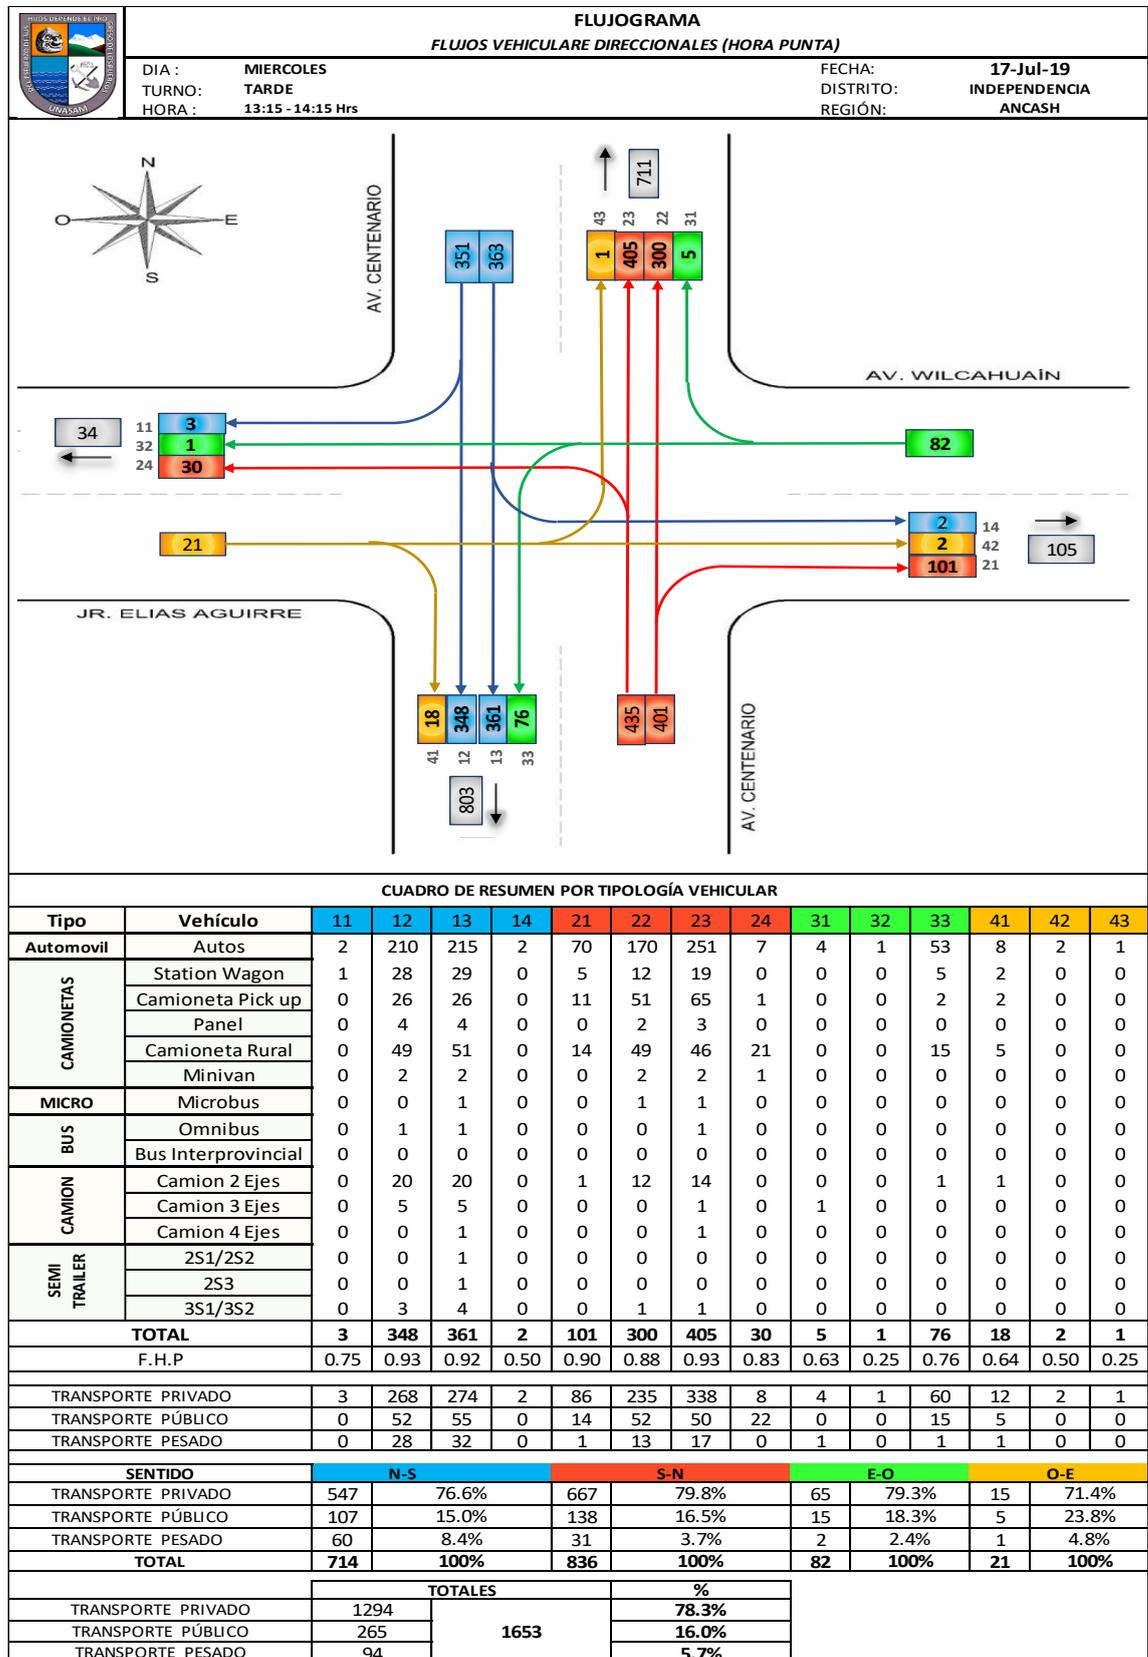 FLUJOGRAMA
FLUJOS VEHICULARE DIRECCIONALES (HORA PUNTA)
UNASAM
DIA : MIERCOLES FECHA: 17-Jul-19
TURNO: TARDE DISTRITO: INDEPENDENCIA
HORA : 13:15 - 14:15 Hrs REGIÓN: ANCASH
N
O E
S
AV. CENTENARIO
711
43 23 22 31
351 363 1 405 300 5
AV. WILCAHUAÍN
34
11 3
32 1
24 30
82
21
2 14
2 42
101 21
105
JR. ELIAS AGUIRRE
18 348 361 76 435 401
41 12 13 33
803
AV. CENTENARIO
CUADRO DE RESUMEN POR TIPOLOGÍA VEHICULAR
Tipo Vehículo 11 12 13 14 21 22 23 24 31 32 33 41 42 43
Automovil Autos 2 210 215 2 70 170 251 7 4 1 53 8 2 1
CAMIONETAS
Station Wagon 1 28 29 0 5 12 19 0 0 0 5 2 0 0
Camioneta Pick up 0 26 26 0 11 51 65 1 0 0 2 2 0 0
Panel 0 4 4 0 0 2 3 0 0 0 0 0 0 0
Camioneta Rural 0 49 51 0 14 49 46 21 0 0 15 5 0 0
Minivan 0 2 2 0 0 2 2 1 0 0 0 0 0 0
MICRO Microbus 0 0 1 0 0 1 1 0 0 0 0 0 0 0
BUS
Omnibus 0 1 1 0 0 0 1 0 0 0 0 0 0 0
Bus Interprovincial 0 0 0 0 0 0 0 0 0 0 0 0 0 0
CAMION
Camion 2 Ejes 0 20 20 0 1 12 14 0 0 0 1 1 0 0
Camion 3 Ejes 0 5 5 0 0 0 1 0 1 0 0 0 0 0
Camion 4 Ejes 0 0 1 0 0 0 1 0 0 0 0 0 0 0
SEMI TRAILER
2S1/2S2 0 0 1 0 0 0 0 0 0 0 0 0 0 0
2S3 0 0 1 0 0 0 0 0 0 0 0 0 0 0
3S1/3S2 0 3 4 0 0 1 1 0 0 0 0 0 0 0
TOTAL 3 348 361 2 101 300 405 30 5 1 76 18 2 1
F.H.P 0.75 0.93 0.92 0.50 0.90 0.88 0.93 0.83 0.63 0.25 0.76 0.64 0.50 0.25
TRANSPORTE PRIVADO 3 268 274 2 86 235 338 8 4 1 60 12 2 1
TRANSPORTE PÚBLICO 0 52 55 0 14 52 50 22 0 0 15 5 0 0
TRANSPORTE PESADO 0 28 32 0 1 13 17 0 1 0 1 1 0 0
SENTIDO N-S S-N E-O O-E
TRANSPORTE PRIVADO 547 76.6% 667 79.8% 65 79.3% 15 71.4%
TRANSPORTE PÚBLICO 107 15.0% 138 16.5% 15 18.3% 5 23.8%
TRANSPORTE PESADO 60 8.4% 31 3.7% 2 2.4% 1 4.8%
TOTAL 714 100% 836 100% 82 100% 21 100%
TOTALES %
TRANSPORTE PRIVADO 1294 78.3%
TRANSPORTE PÚBLICO 265 1653 16.0%
TRANSPORTE PESADO 94 5.7%